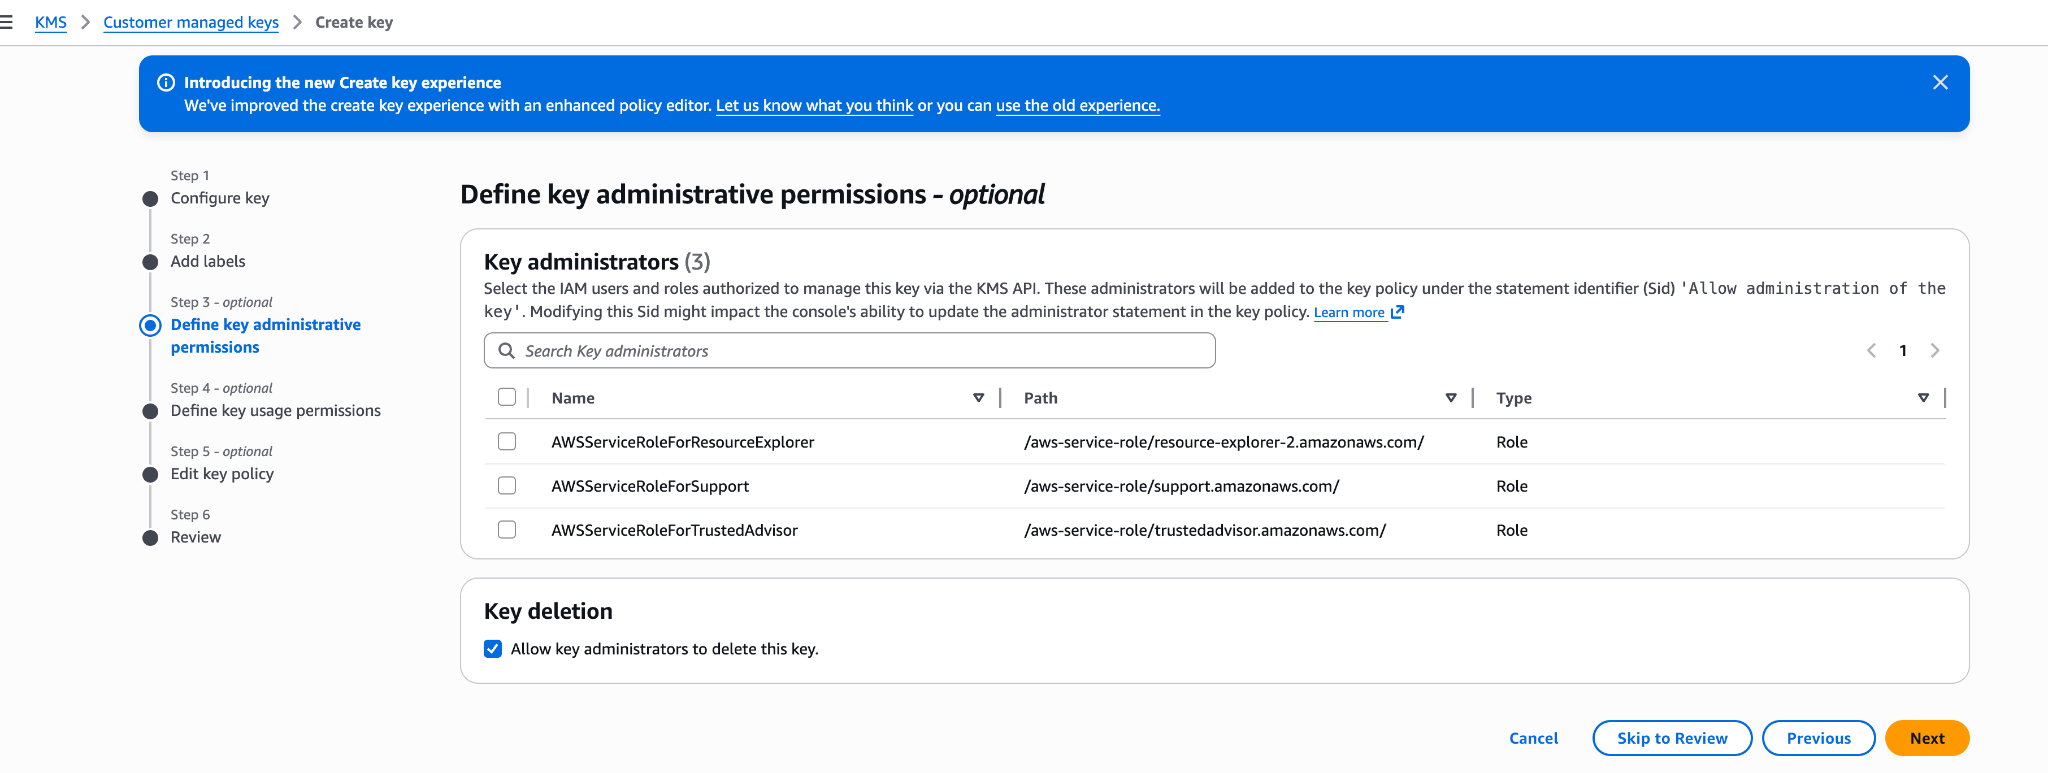 KMS > Customer managed keys > Create key
Introducing the new Create key experience
We've improved the create key experience with an enhanced policy editor. Let us know what you think or you can use the old experience.
Step 1
Configure key
Step 2
Add labels
Step 3 - optional
Define key administrative
permissions
Step 4 - optional
Define key usage permissions
Step 5 - optional
Edit key policy
Step 6
Review
Define key administrative permissions - optional
Key administrators (3)
Select the IAM users and roles authorized to manage this key via the KMS API. These administrators will be added to the key policy under the statement identifier (Sid) 'Allow administration of the
key'. Modifying this Sid might impact the console's ability to update the administrator statement in the key policy. Learn more
Search Key administrators
1
Name Path Type
AWSServiceRoleForResourceExplorer /aws-service-role/resource-explorer-2.amazonaws.com/ Role
AWSServiceRoleForSupport /aws-service-role/support.amazonaws.com/ Role
AWSServiceRoleForTrustedAdvisor /aws-service-role/trustedadvisor.amazonaws.com/ Role
Key deletion
Allow key administrators to delete this key.
Cancel Skip to Review Previous Next